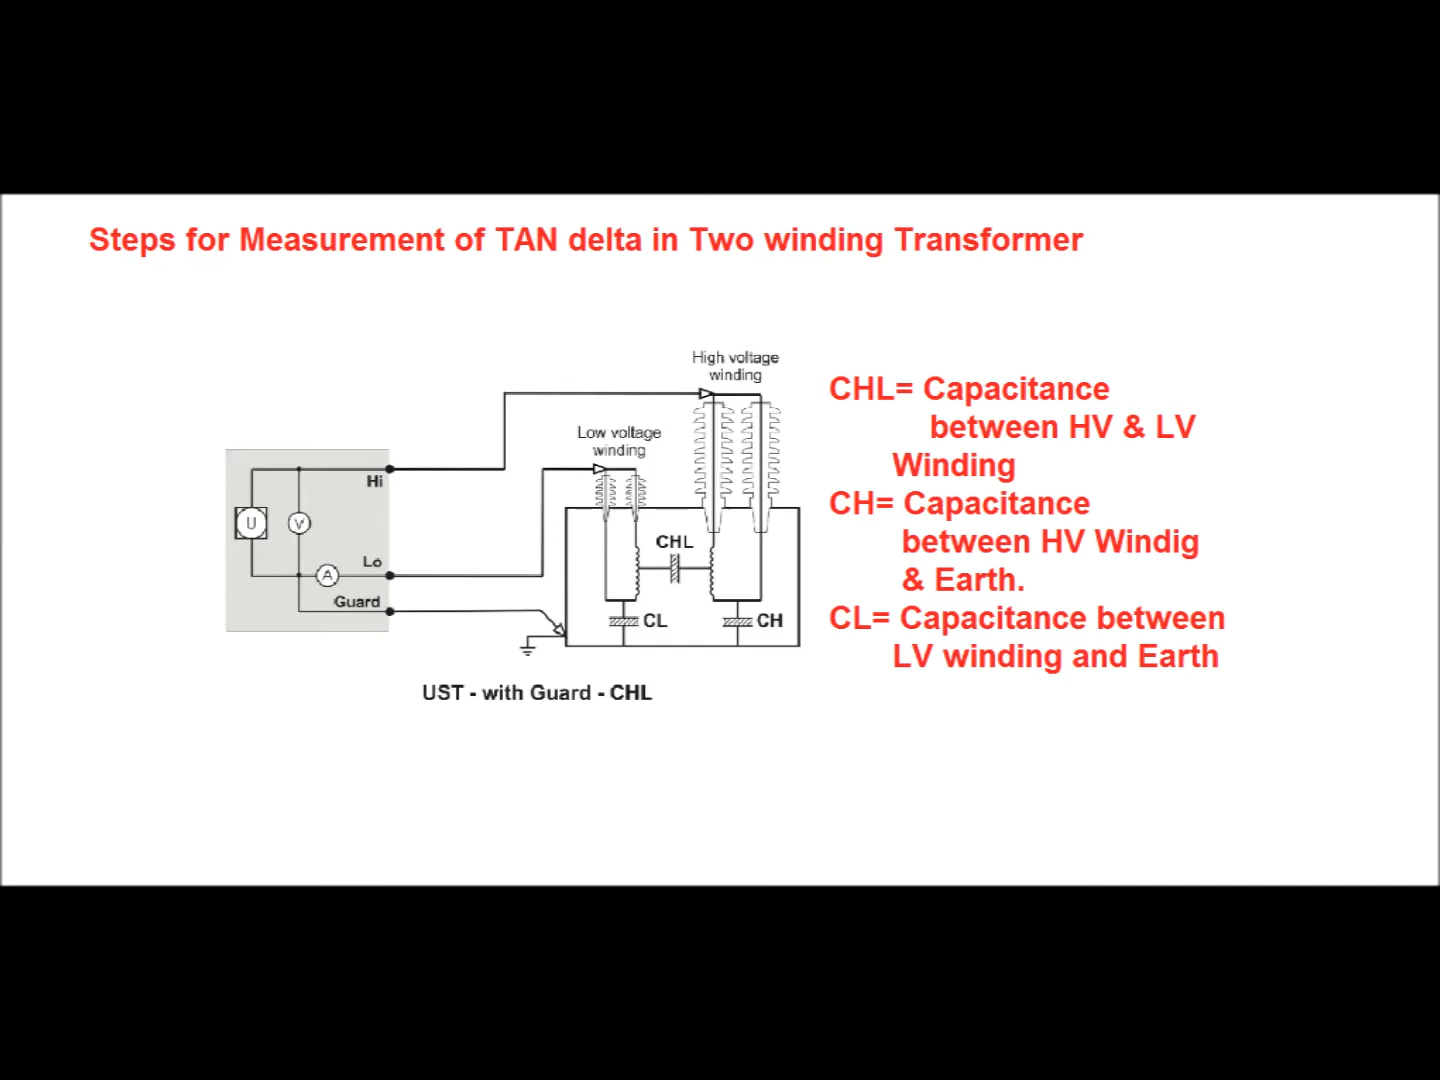 Steps for Measurement of TAN delta in Two winding Transformer
High voltage
winding
Low voltage
winding
Hi
U
V
Lo
A
Guard
CHL
CL
CH
UST - with Guard - CHL
CHL= Capacitance
between HV & LV
Winding
CH= Capacitance
between HV Windig
& Earth.
CL= Capacitance between
LV winding and Earth